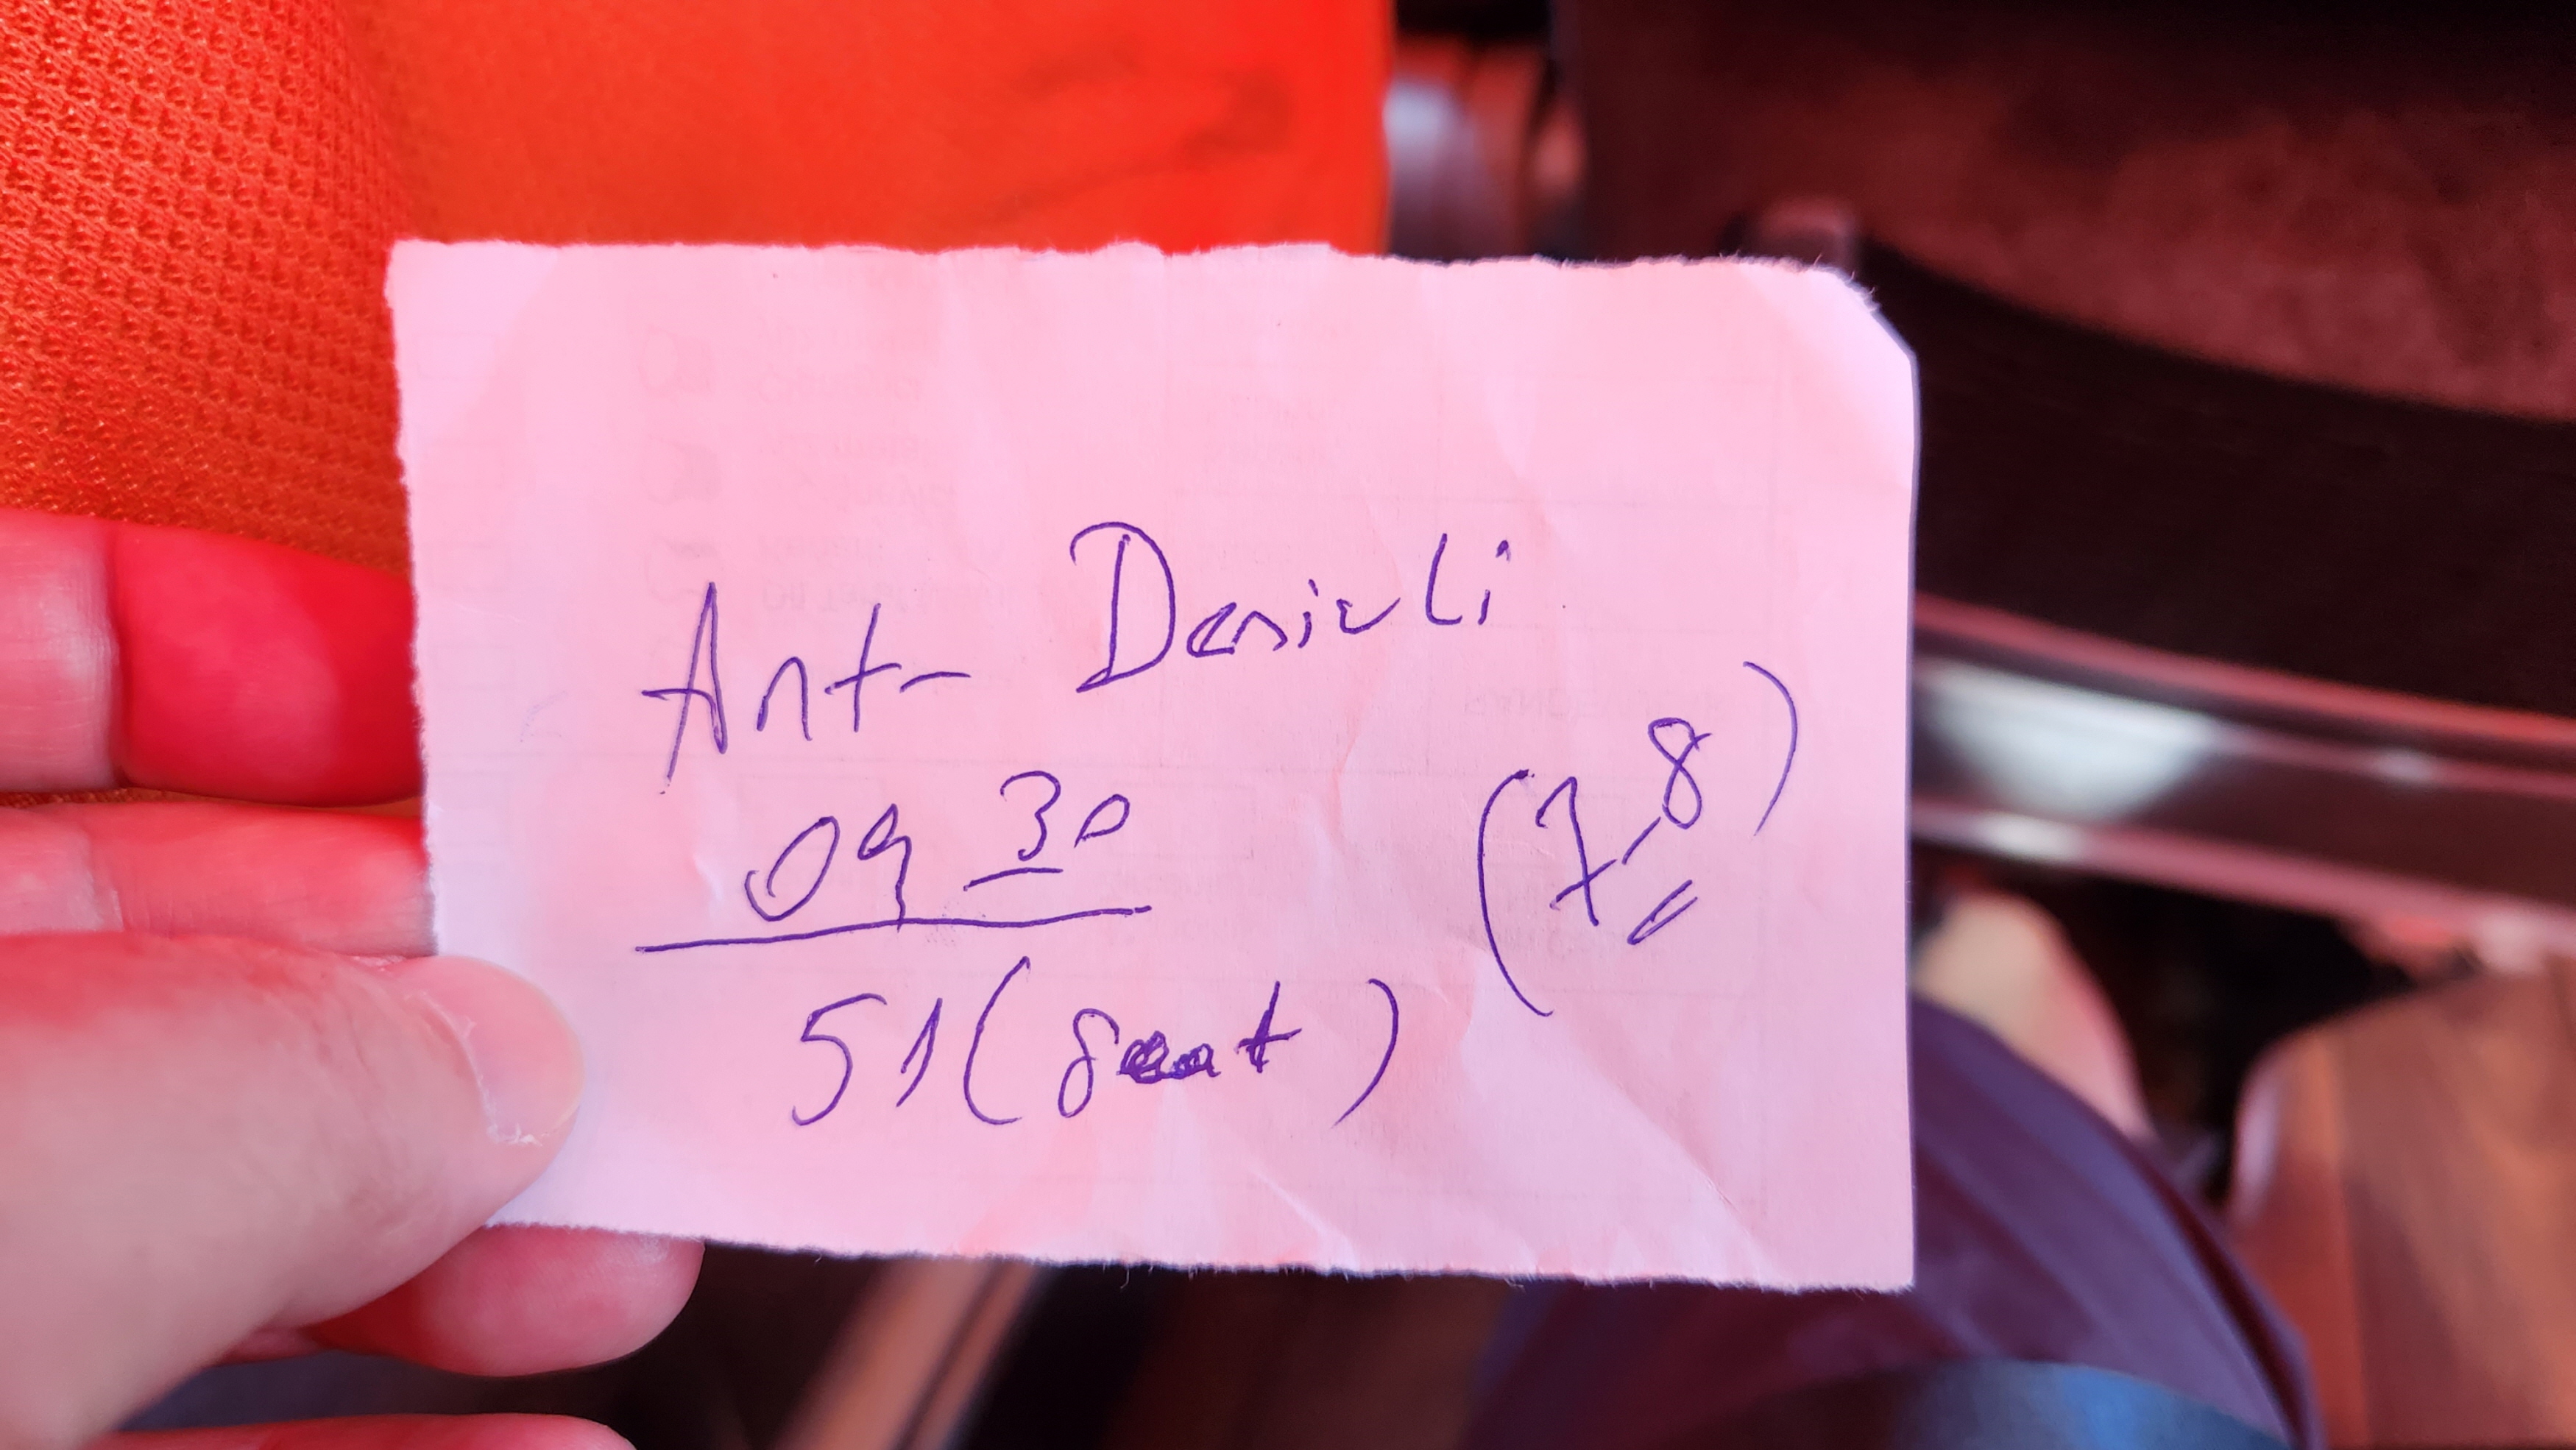 Ant- Denizli
09 30
(7-8)
51 (seat)